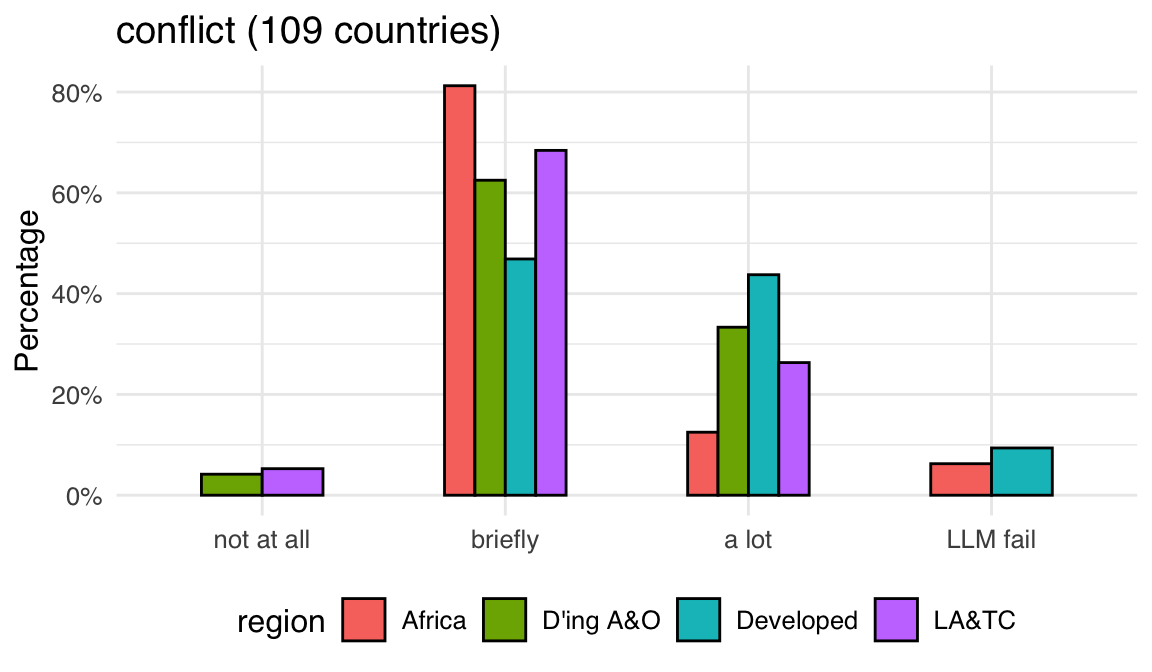 conflict (109 countries)
80%
60%
40%
20%
0%
Percentage
not at all briefly a lot LLM fail
region Africa D'ing A&O Developed LA&TC